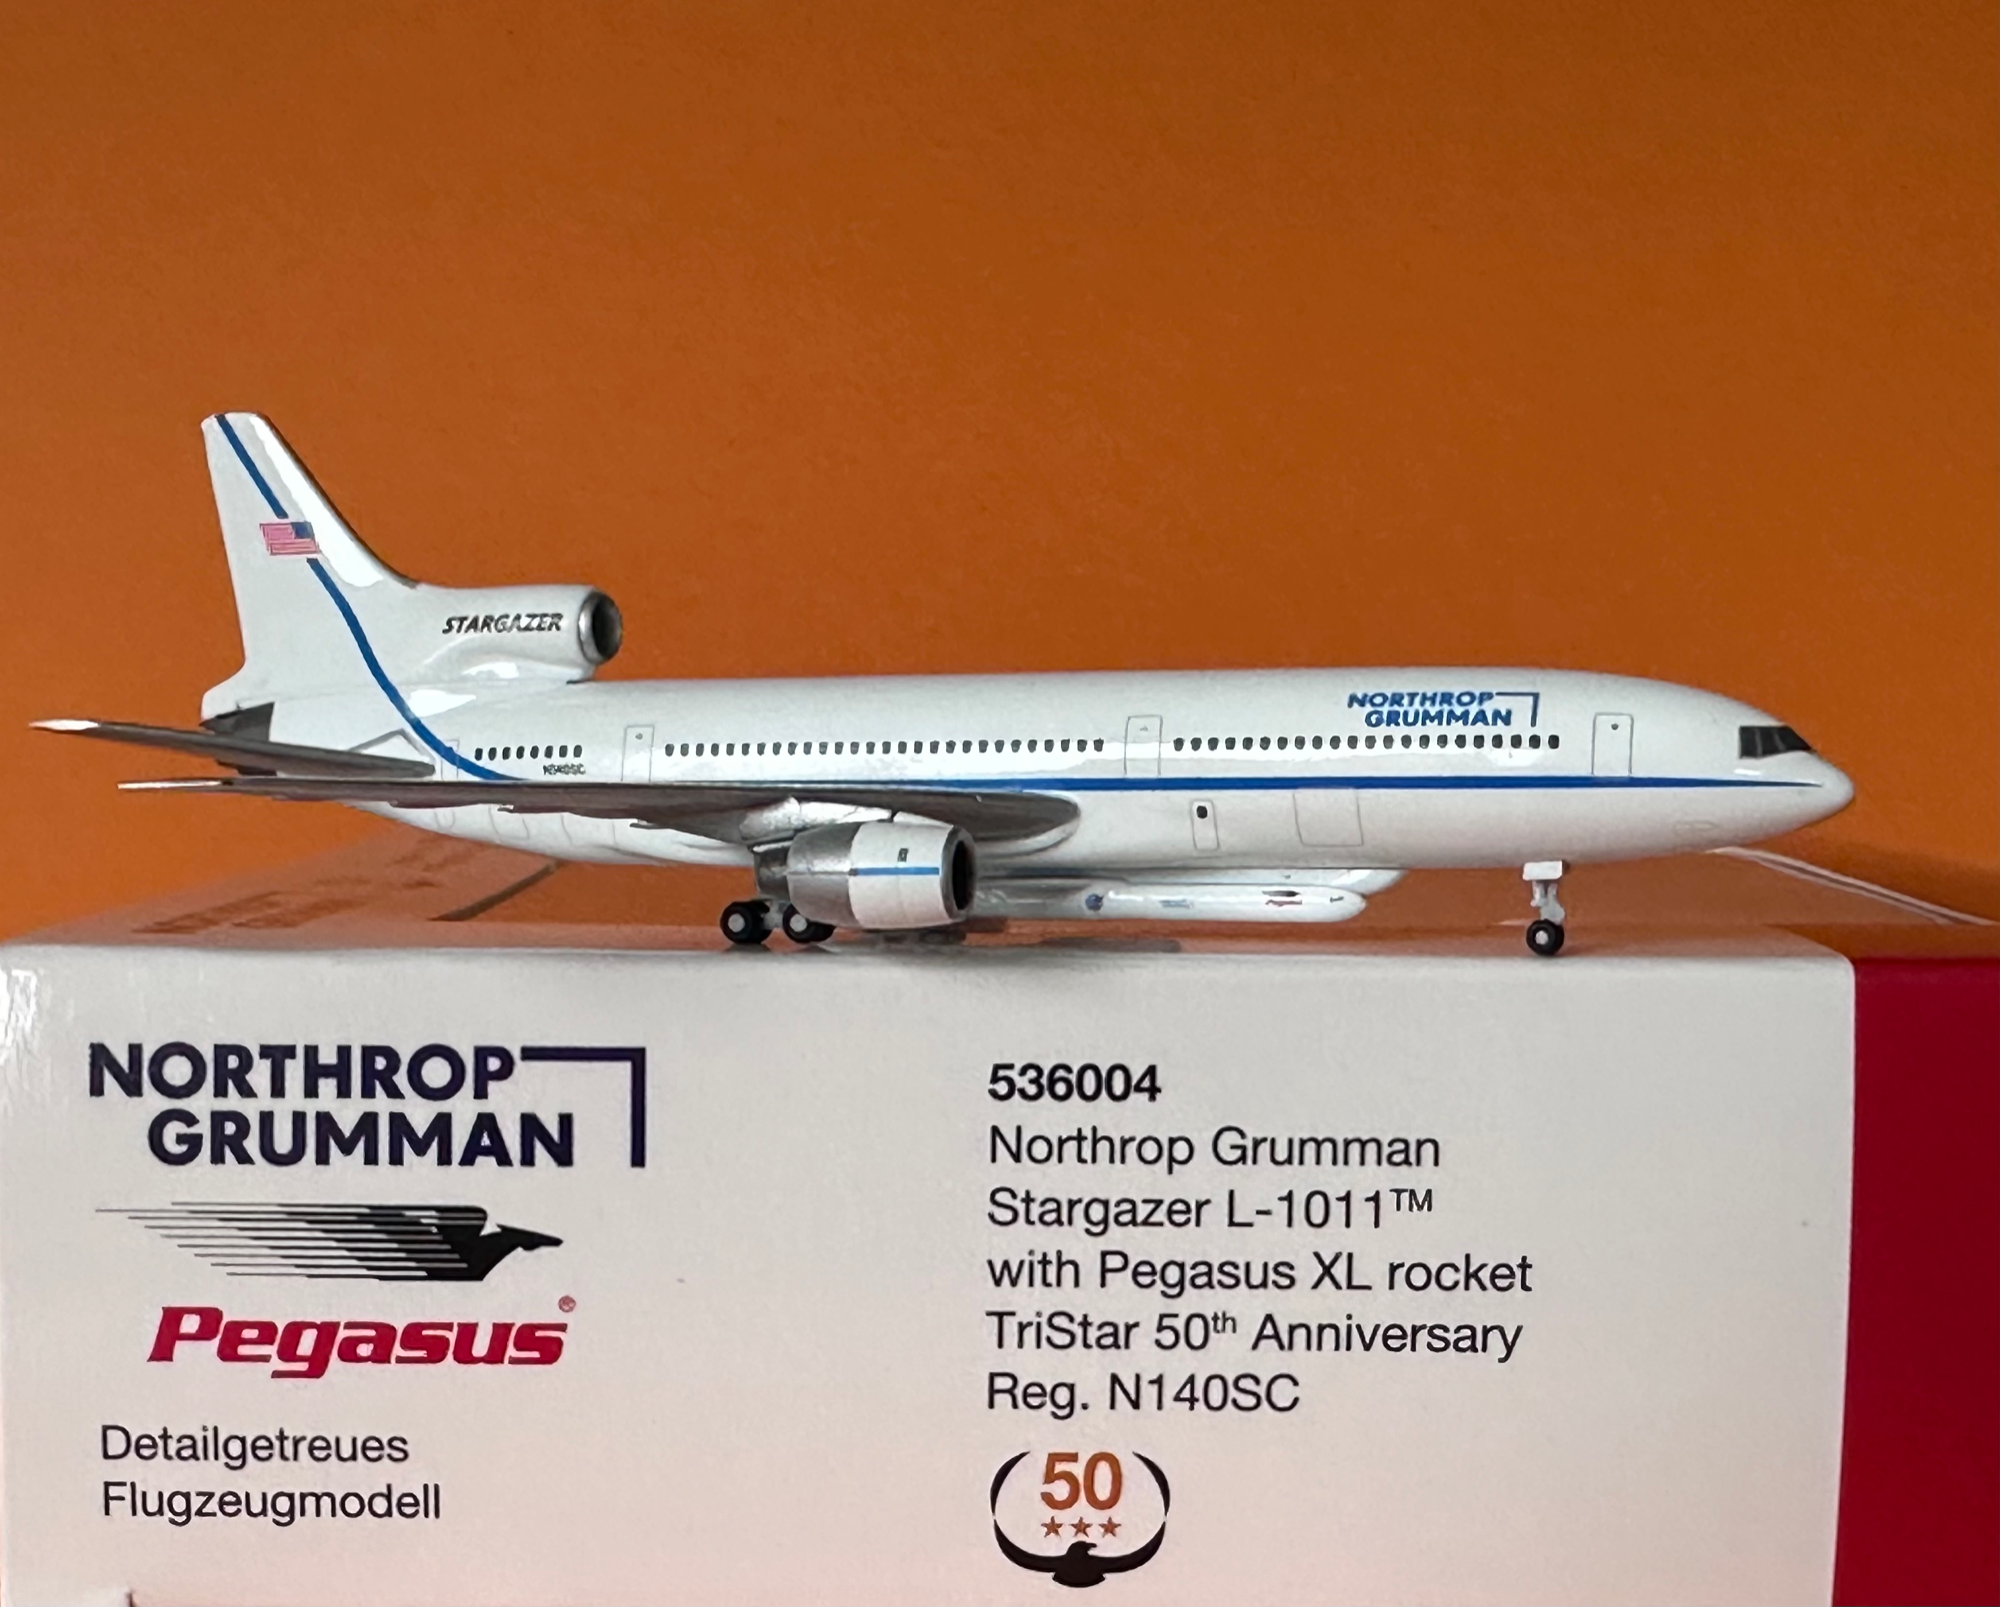 STARGAZER
NORTHROP
GRUMMAN
NORTHROP
GRUMMAN
Pegasus®
Detailgetreues
Flugzeugmodell
536004
Northrop Grumman
Stargazer L-1011™
with Pegasus XL rocket
TriStar 50th Anniversary
Reg. N140SC
50